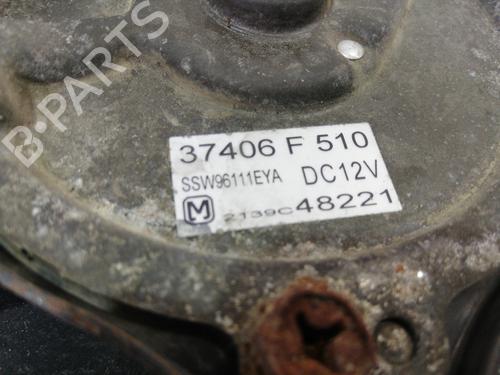 B-Parts
37406 F 510
SSW96111EYA DC12V
M 2139C48221